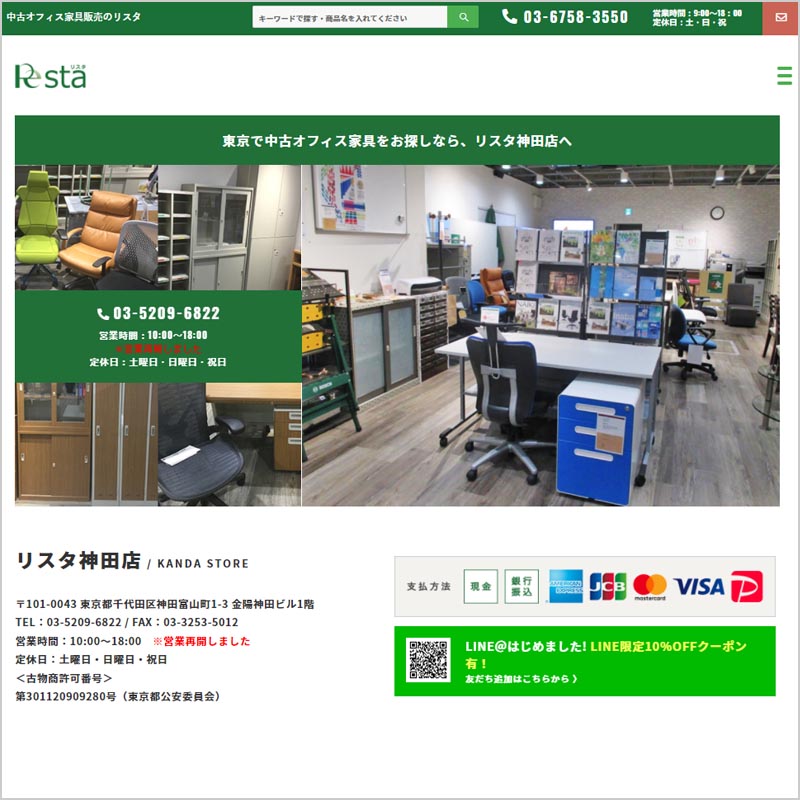 中古オフィス家具販売のリスタ
キーワードで探す・商品名を入れてください
03-6758-3550
営業時間：9:00～18：00
定休日：土・日・祝
Resta
リスタ
東京で中古オフィス家具をお探しなら、リスタ神田店へ
03-5209-6822
営業時間：10:00～18:00
※営業再開しました
定休日：土曜日・日曜日・祝日
BOSCH
リスタ神田店 / KANDA STORE
〒101-0043 東京都千代田区神田富山町1-3 金陽神田ビル1階
TEL：03-5209-6822 / FAX：03-3253-5012
営業時間：10:00～18:00　※営業再開しました
定休日：土曜日・日曜日・祝日
＜古物商許可番号＞
第301120909280号（東京都公安委員会）
支払方法 現金 銀行振込 AMERICAN EXPRESS JCB mastercard VISA
LINE@はじめました! LINE限定10%OFFクーポン
有！
友だち追加はこちらから 》